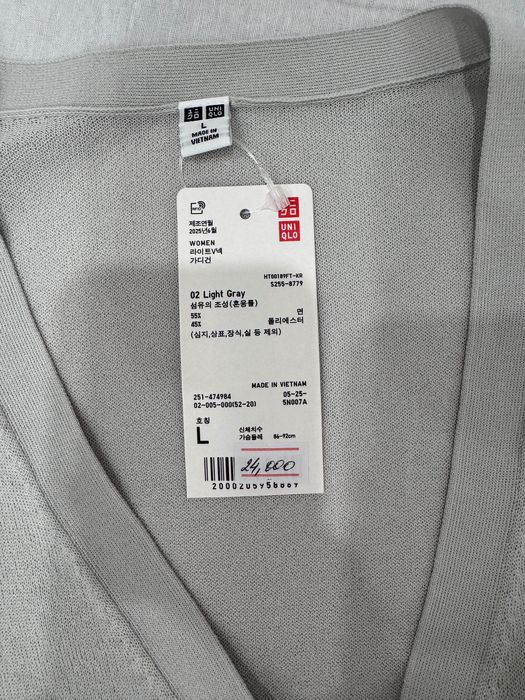 UNI
QLO
L
MADE IN
VIETNAM
RFID
UNI
QLO
제조연월
2025년6월
WOMEN
라이트V넥
가디건
HT00189FT-KR
S255-8779
02 Light Gray
섬유의 조성(혼용률)
55% 면
45% 폴리에스터
(심지,상표,장식,실 등 제외)
MADE IN VIETNAM
251-474984 05-25-
02-005-000(52-20) 5N007A
호칭
L
신체치수
가슴둘레 86-92cm
24,000